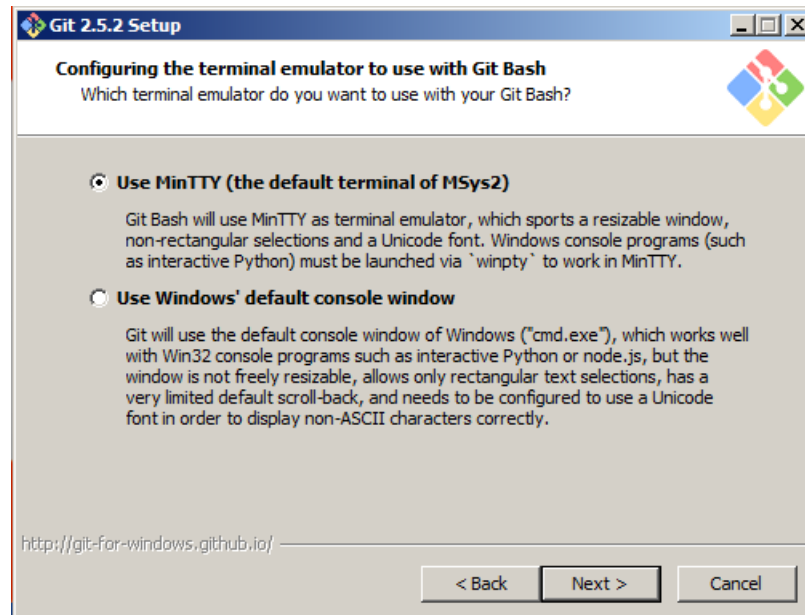 Git 2.5.2 Setup
Configuring the terminal emulator to use with Git Bash
Which terminal emulator do you want to use with your Git Bash?
Use MinTTY (the default terminal of MSys2)
Git Bash will use MinTTY as terminal emulator, which sports a resizable window,
non-rectangular selections and a Unicode font. Windows console programs (such
as interactive Python) must be launched via `winpty` to work in MinTTY.
Use Windows' default console window
Git will use the default console window of Windows ("cmd.exe"), which works well
with Win32 console programs such as interactive Python or node.js, but the
window is not freely resizable, allows only rectangular text selections, has a
very limited default scroll-back, and needs to be configured to use a Unicode
font in order to display non-ASCII characters correctly.
http://git-for-windows.github.io/
< Back Next > Cancel